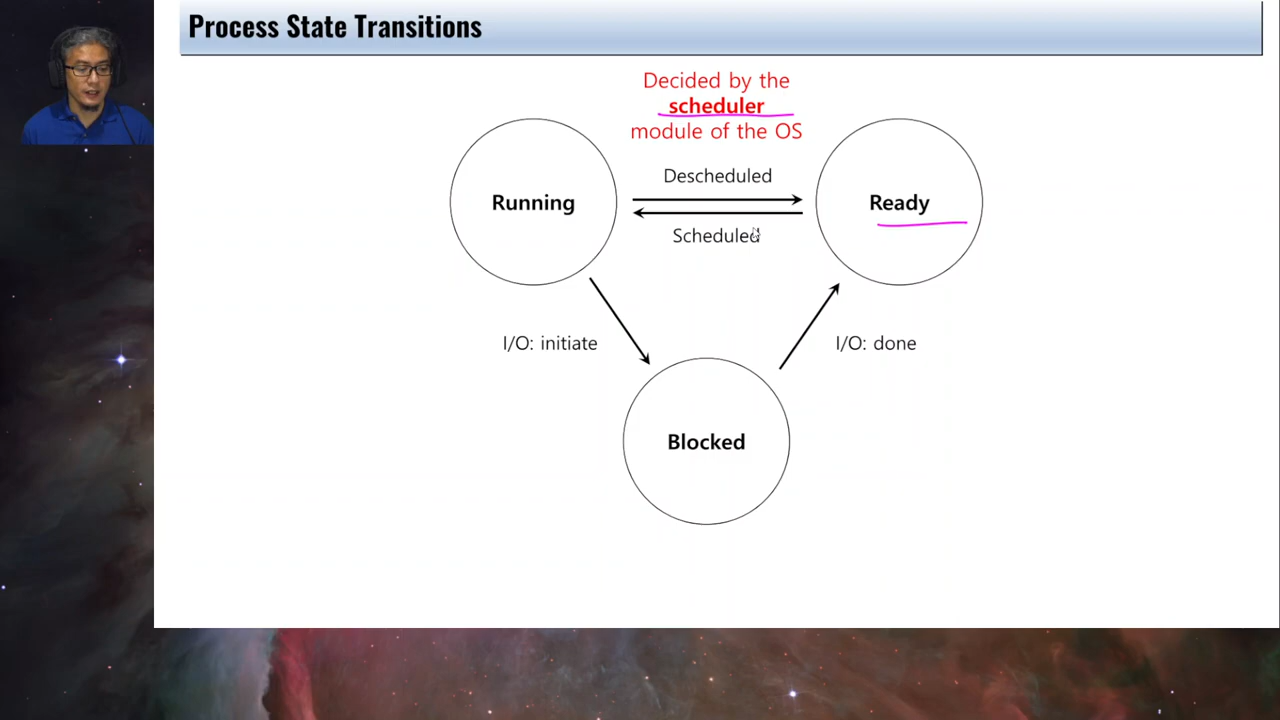 Process State Transitions
Decided by the
scheduler
module of the OS
Descheduled
Running
Ready
Scheduled
I/O: initiate
I/O: done
Blocked